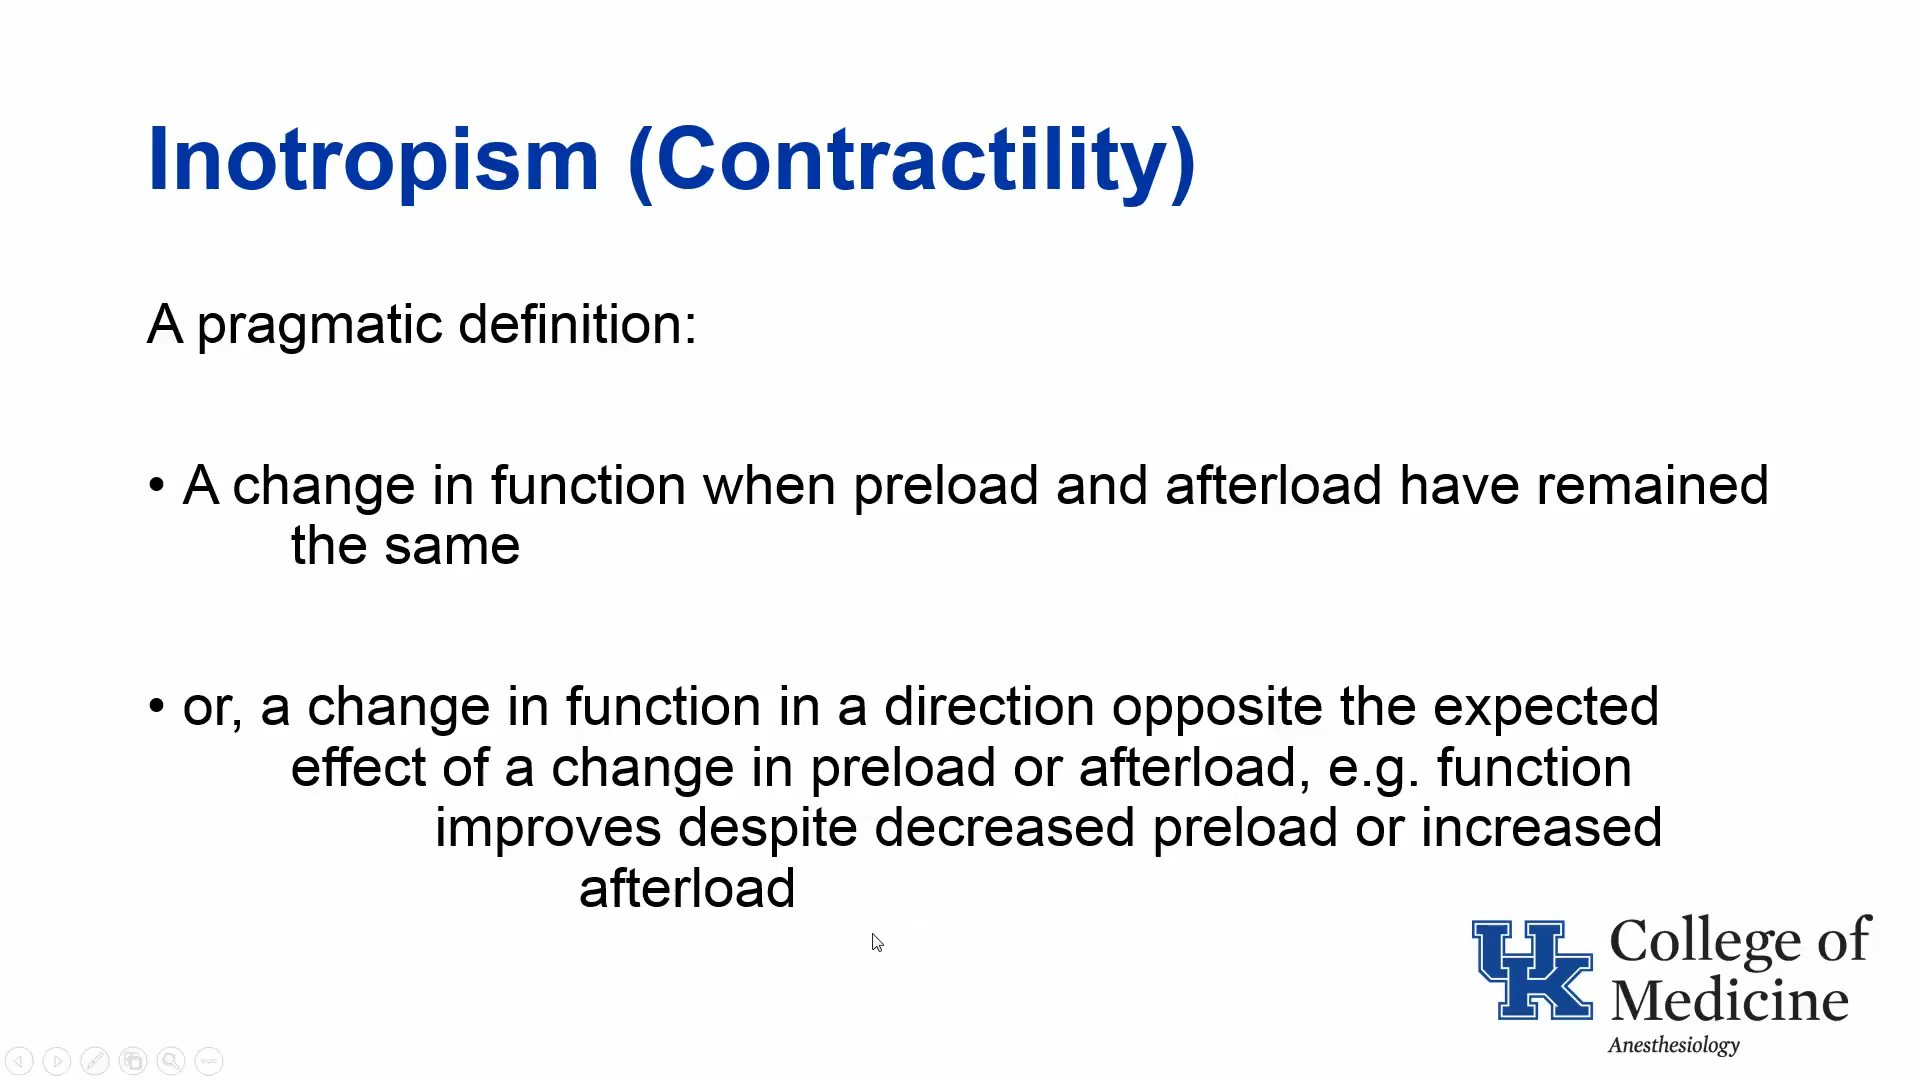 Inotropism (Contractility)
A pragmatic definition:
• A change in function when preload and afterload have remained
the same
• or, a change in function in a direction opposite the expected
effect of a change in preload or afterload, e.g. function
improves despite decreased preload or increased
afterload
UK
College of
Medicine
Anesthesiology